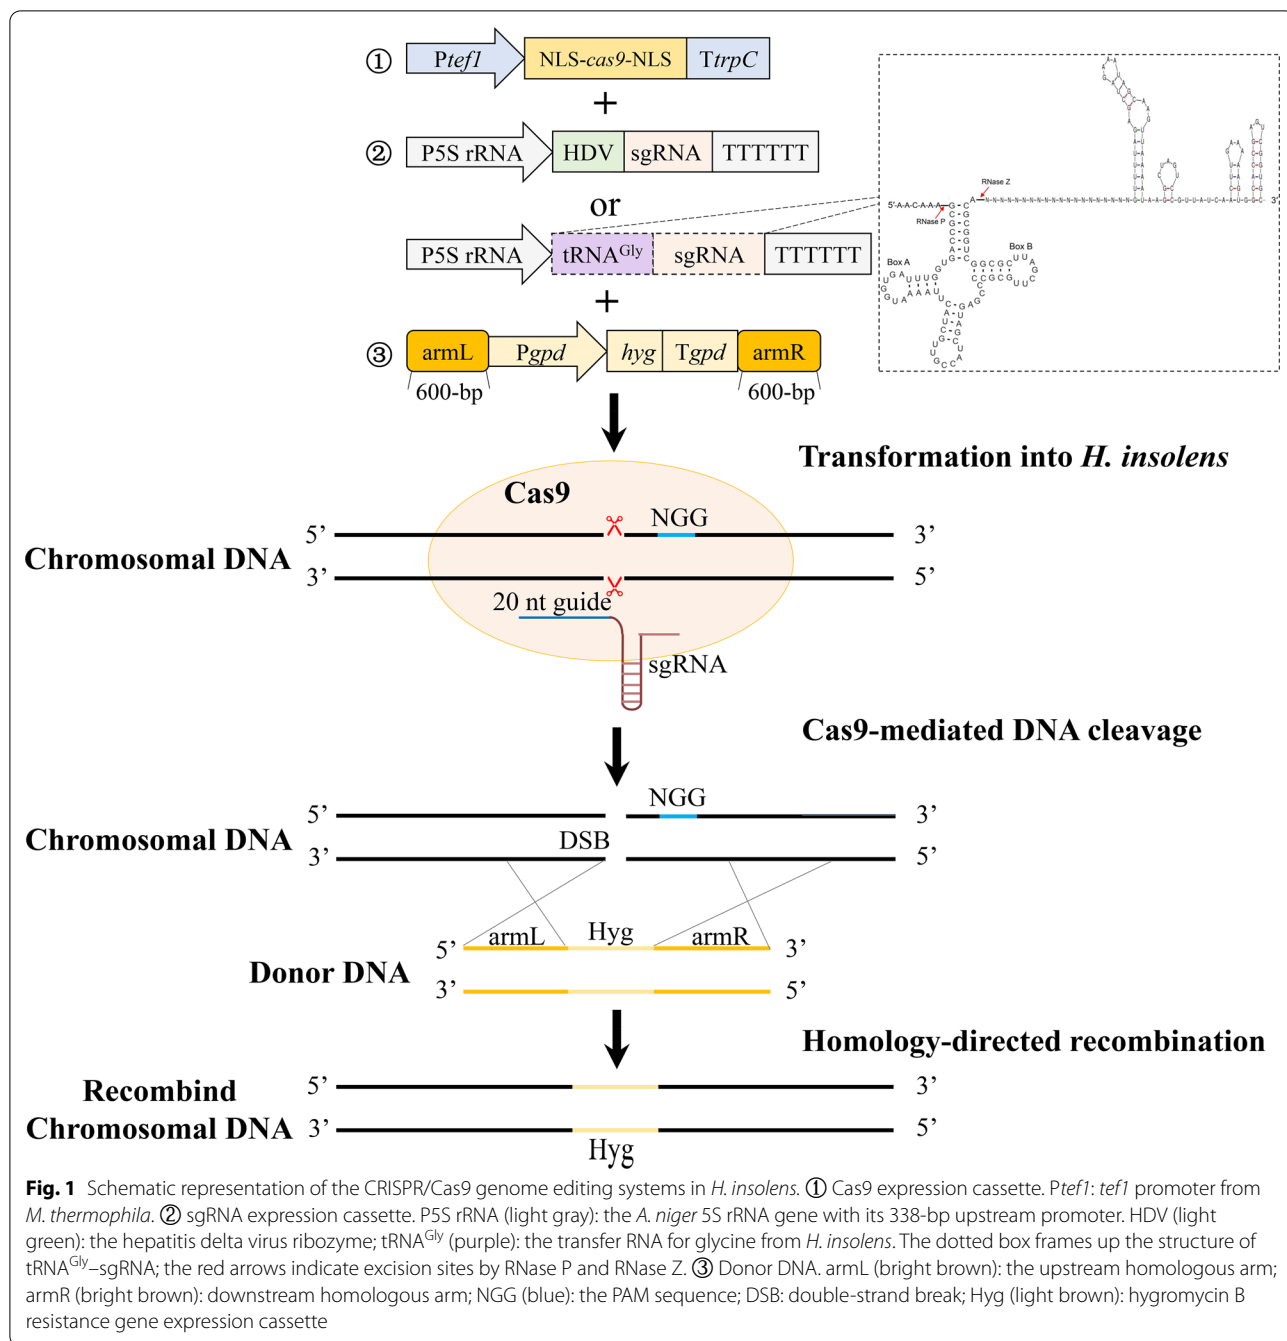 ① Ptef1 NLS-cas9-NLS TtrpC
+
② P5S rRNA HDV sgRNA TTTTTT
or
P5S rRNA tRNAGly sgRNA TTTTTT
+
③ armL Pgpd hyg Tgpd armR
600-bp 600-bp
RNase Z
5'-AACAAA
RNase P
3'
Box A
Box B
Transformation into H. insolens
Cas9
NGG
5' 3'
Chromosomal DNA
3' 5'
20 nt guide
sgRNA
Cas9-mediated DNA cleavage
NGG
5' 3'
Chromosomal DNA
DSB
3' 5'
armL Hyg armR
5' 3'
Donor DNA
3' 5'
Homology-directed recombination
Recombind
5' 3'
Chromosomal DNA 3' 5'
Hyg
Fig. 1 Schematic representation of the CRISPR/Cas9 genome editing systems in H. insolens. ① Cas9 expression cassette. Ptef1: tef1 promoter from
M. thermophila. ② sgRNA expression cassette. P5S rRNA (light gray): the A. niger 5S rRNA gene with its 338-bp upstream promoter. HDV (light
green): the hepatitis delta virus ribozyme; tRNAGly (purple): the transfer RNA for glycine from H. insolens. The dotted box frames up the structure of
tRNAGly–sgRNA; the red arrows indicate excision sites by RNase P and RNase Z. ③ Donor DNA. armL (bright brown): the upstream homologous arm;
armR (bright brown): downstream homologous arm; NGG (blue): the PAM sequence; DSB: double-strand break; Hyg (light brown): hygromycin B
resistance gene expression cassette